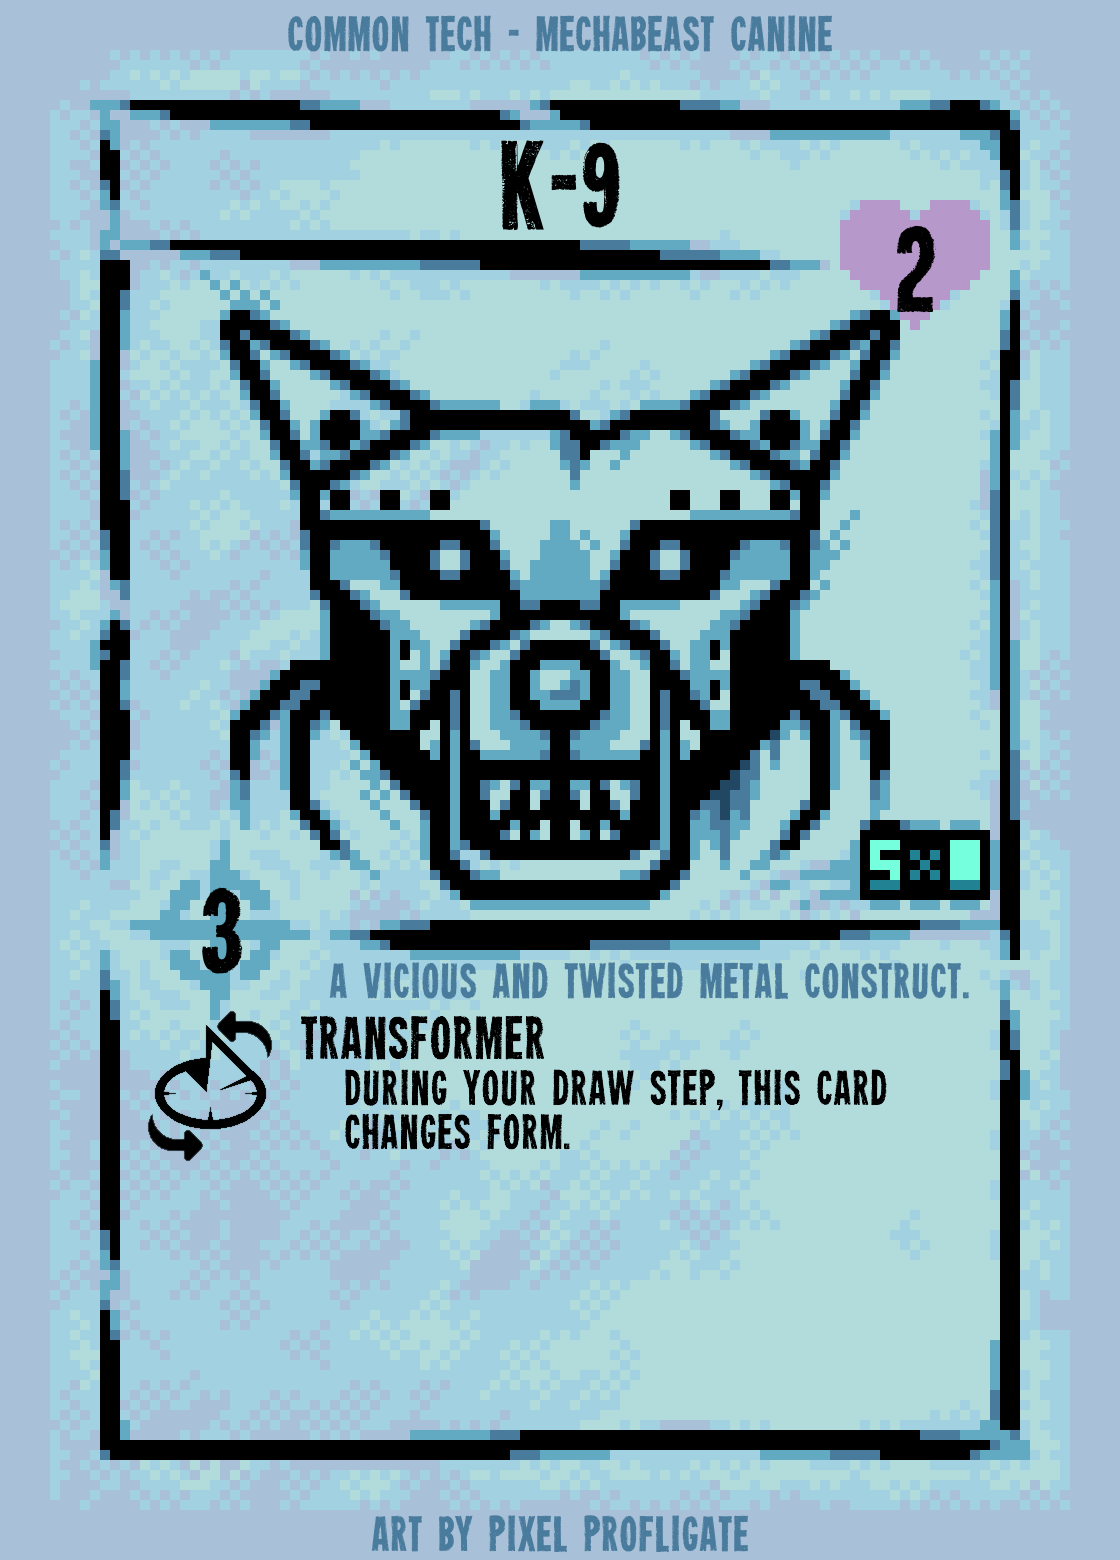 COMMON TECH - MECHABEAST CANINE
K-9
2
5×
3
A VICIOUS AND TWISTED METAL CONSTRUCT.
TRANSFORMER
DURING YOUR DRAW STEP, THIS CARD
CHANGES FORM.
ART BY PIXEL PROFLIGATE